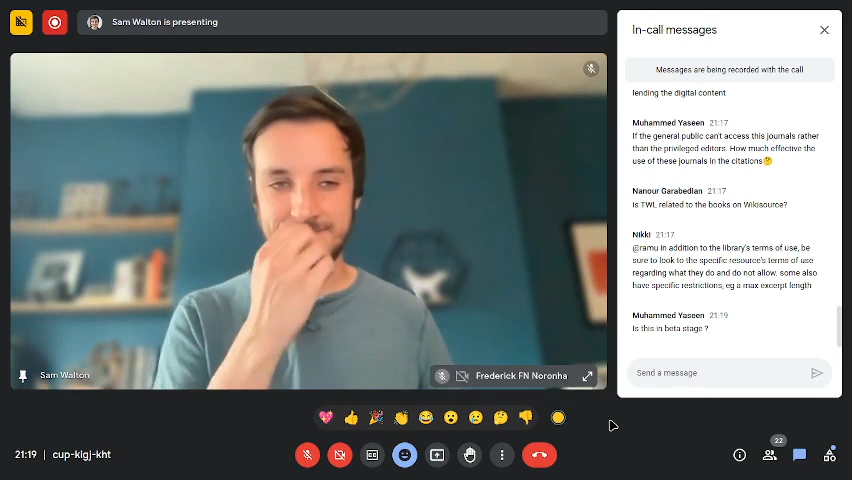 Sam Walton is presenting
In-call messages
Messages are being recorded with the call
lending the digital content
Muhammed Yaseen 21:17
If the general public can't access this journals rather
than the privileged editors. How much effective the
use of these journals in the citations🤔
Nanour Garabedian 21:17
is TWL related to the books on Wikisource?
Nikki 21:17
@ramu in addition to the library's terms of use, be
sure to look to the specific resource's terms of use
regarding what they do and do not allow. some also
have specific restrictions, eg a max excerpt length
Muhammed Yaseen 21:19
Is this in beta stage ?
Send a message
Sam Walton
Frederick FN Noronha
21:19 | cup-kigj-kht
22